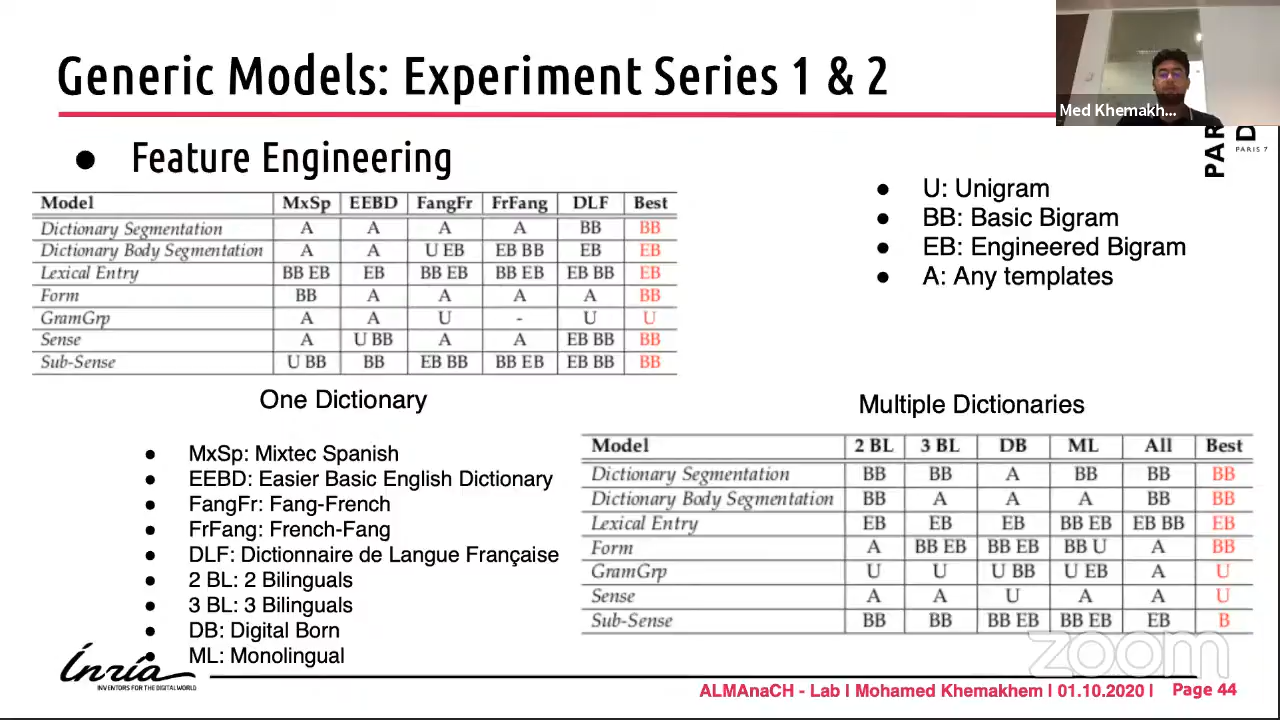 Generic Models: Experiment Series 1 & 2
Med Khemakh...
PARIS 7
● Feature Engineering
Model MxSp EEBD FangFr FrFang DLF Best
Dictionary Segmentation A A A A BB BB
Dictionary Body Segmentation A A U EB EB BB EB EB
Lexical Entry BB EB EB BB EB BB EB EB BB EB
Form BB A A A A BB
GramGrp A A U - U U
Sense A U BB A A EB BB BB
Sub-Sense U BB BB EB BB BB EB EB BB BB
One Dictionary
● U: Unigram
● BB: Basic Bigram
● EB: Engineered Bigram
● A: Any templates
● MxSp: Mixtec Spanish
● EEBD: Easier Basic English Dictionary
● FangFr: Fang-French
● FrFang: French-Fang
● DLF: Dictionnaire de Langue Française
● 2 BL: 2 Bilinguals
● 3 BL: 3 Bilinguals
● DB: Digital Born
● ML: Monolingual
Multiple Dictionaries
Model 2 BL 3 BL DB ML All Best
Dictionary Segmentation BB BB A BB BB BB
Dictionary Body Segmentation BB A A A BB BB
Lexical Entry EB EB EB BB EB EB BB EB
Form A BB EB BB EB BB U A BB
GramGrp U U U BB U EB A U
Sense A A U A A U
Sub-Sense BB BB BB EB BB EB EB B
zoom
Inria
INVENTORS FOR THE DIGITAL WORLD
ALMAnaCH - Lab I Mohamed Khemakhem I 01.10.2020 I Page 44